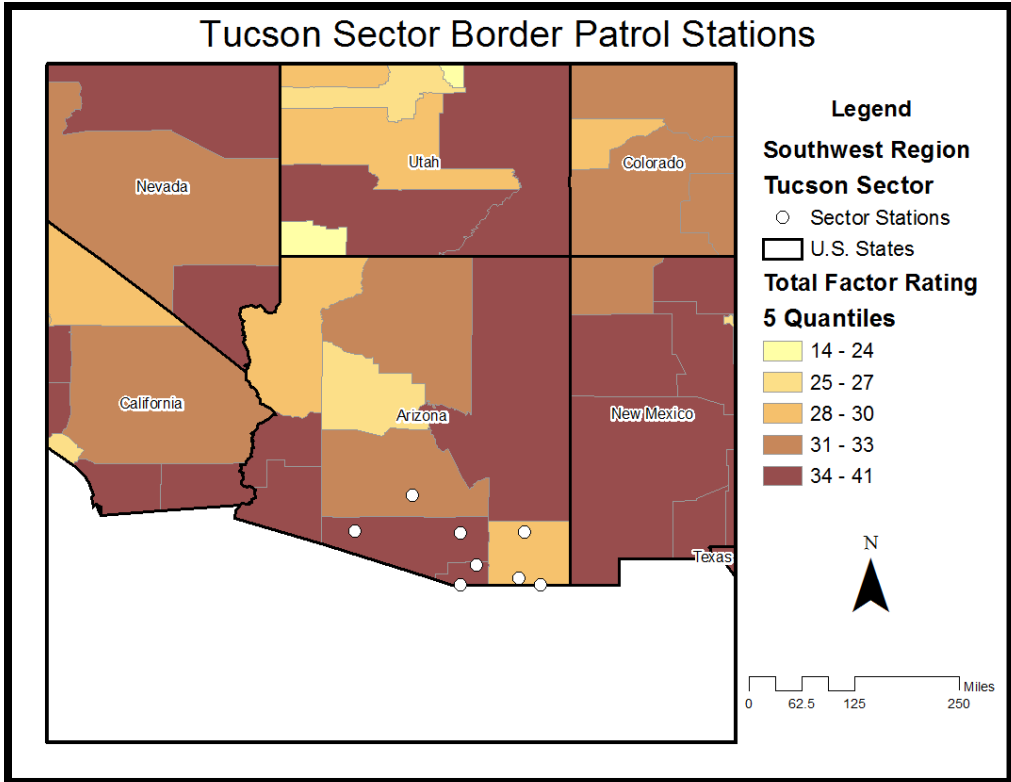 Tucson Sector Border Patrol Stations
Utah
Colorado
Nevada
California
Arizona
New Mexico
Texas
Legend
Southwest Region
Tucson Sector
Sector Stations
U.S. States
Total Factor Rating
5 Quantiles
14 - 24
25 - 27
28 - 30
31 - 33
34 - 41
N
Miles
0 62.5 125 250